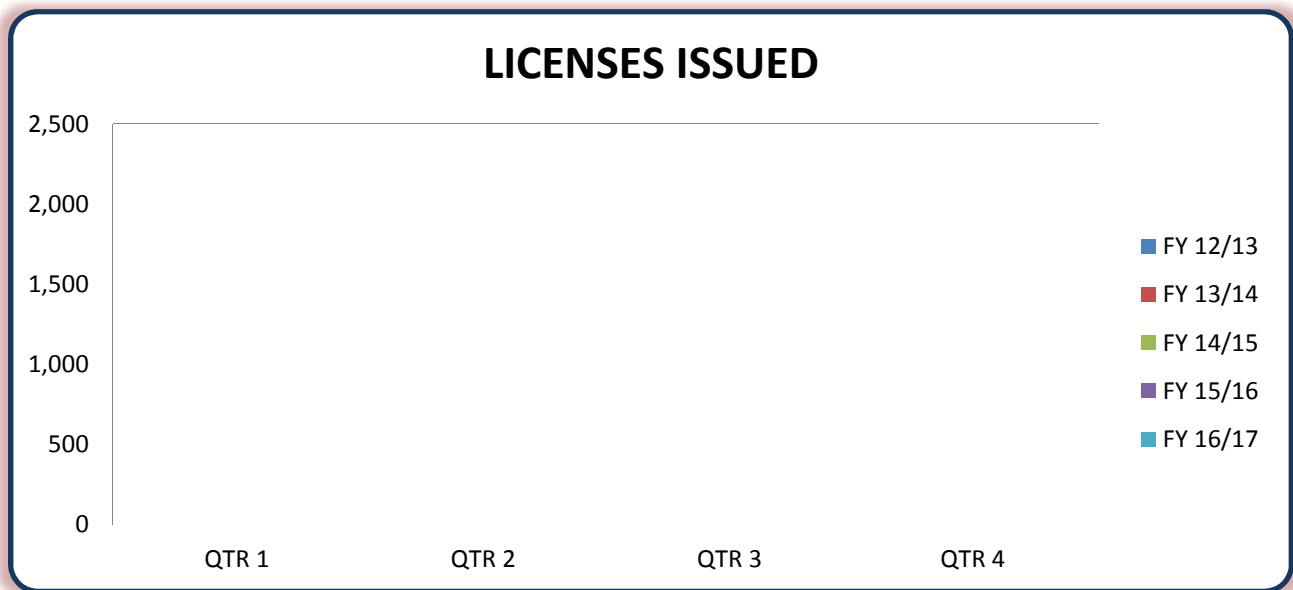 LICENSES ISSUED
2,500
2,000
1,500
1,000
500
0
QTR 1
QTR 2
QTR 3
QTR 4
FY 12/13
FY 13/14
FY 14/15
FY 15/16
FY 16/17